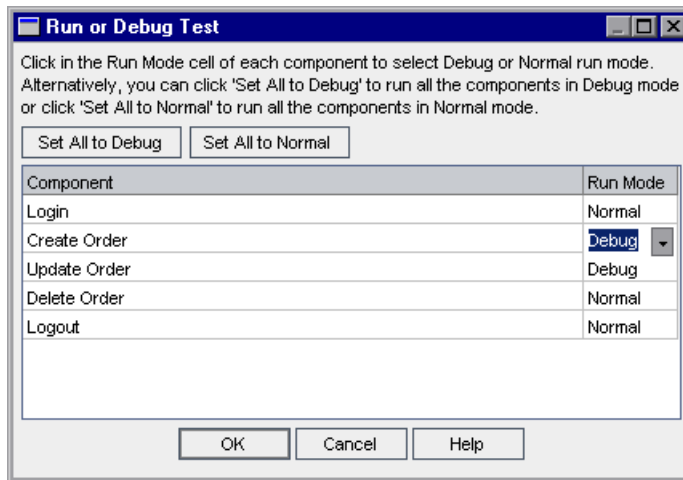 Run or Debug Test
Click in the Run Mode cell of each component to select Debug or Normal run mode.
Alternatively, you can click 'Set All to Debug' to run all the components in Debug mode
or click 'Set All to Normal' to run all the components in Normal mode.
Set All to Debug Set All to Normal
Component Run Mode
Login Normal
Create Order Debug
Update Order Debug
Delete Order Normal
Logout Normal
OK Cancel Help